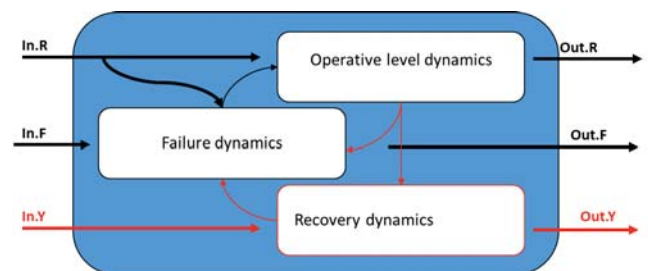 In.R
Operative level dynamics
Out.R
In.F
Failure dynamics
Out.F
In.Y
Recovery dynamics
Out.Y